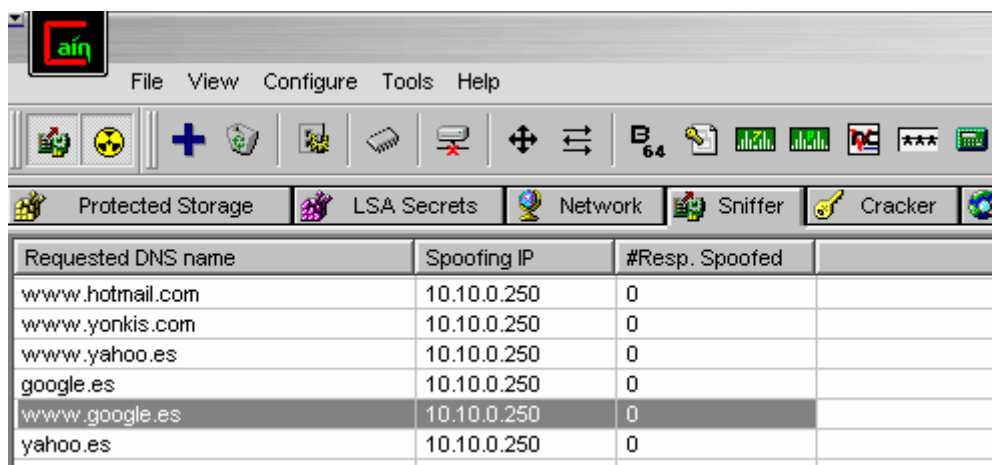 Caín
File View Configure Tools Help
B 64
Protected Storage LSA Secrets Network Sniffer Cracker
Requested DNS name Spoofing IP #Resp. Spoofed
www.hotmail.com 10.10.0.250 0
www.yonkis.com 10.10.0.250 0
www.yahoo.es 10.10.0.250 0
google.es 10.10.0.250 0
www.google.es 10.10.0.250 0
yahoo.es 10.10.0.250 0